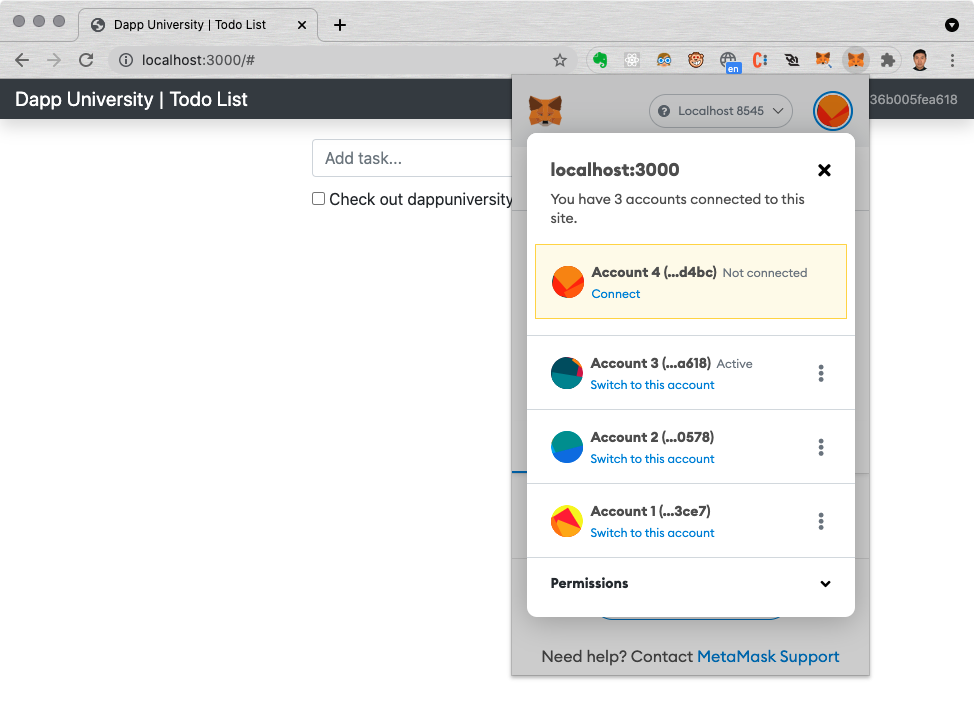 Dapp University | Todo List
localhost:3000/#
en
Dapp University | Todo List
36b005fea618
Localhost 8545
Add task...
Check out dappuniversity
localhost:3000
You have 3 accounts connected to this
site.
Account 4 (...d4bc) Not connected
Connect
Account 3 (...a618) Active
Switch to this account
Account 2 (...0578)
Switch to this account
Account 1 (...3ce7)
Switch to this account
Permissions
Need help? Contact MetaMask Support